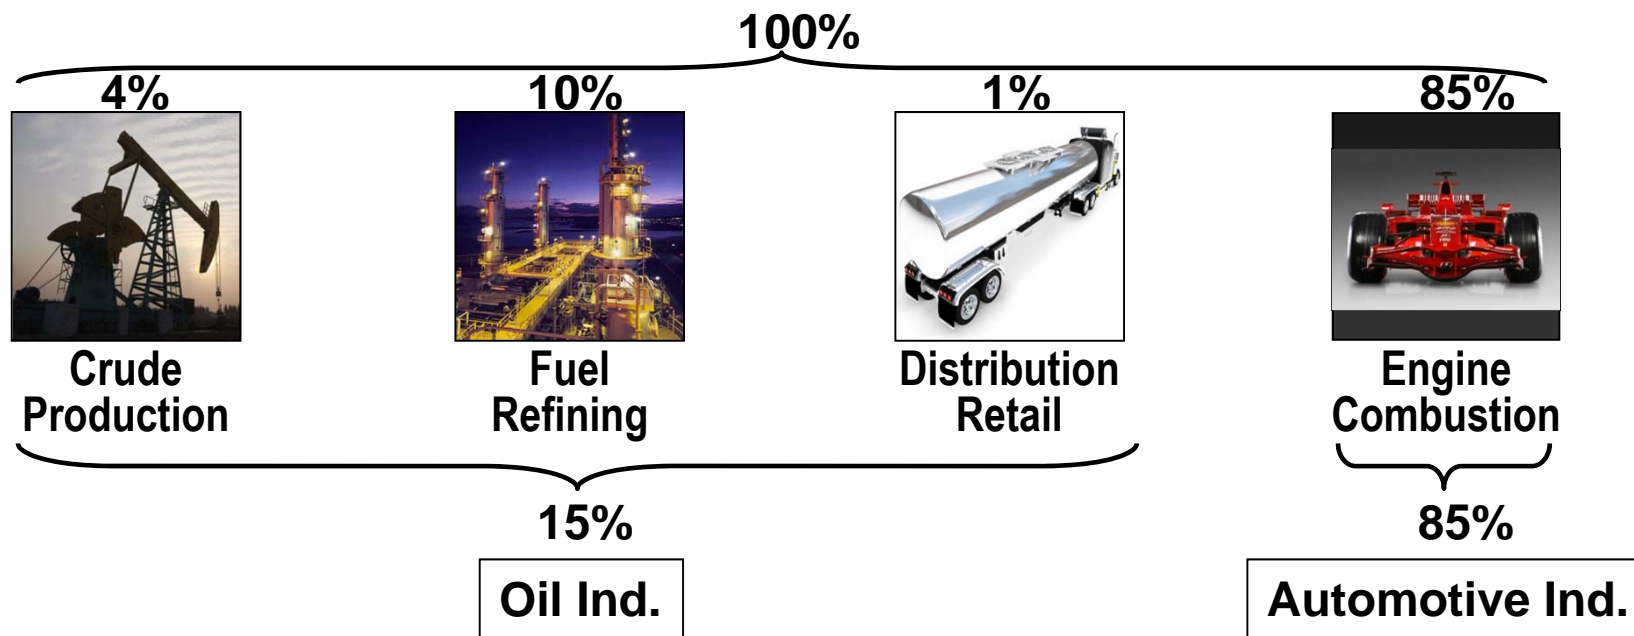 100%
4%
10%
1%
85%
Crude
Production
Fuel
Refining
Distribution
Retail
Engine
Combustion
15%
85%
Oil Ind.
Automotive Ind.